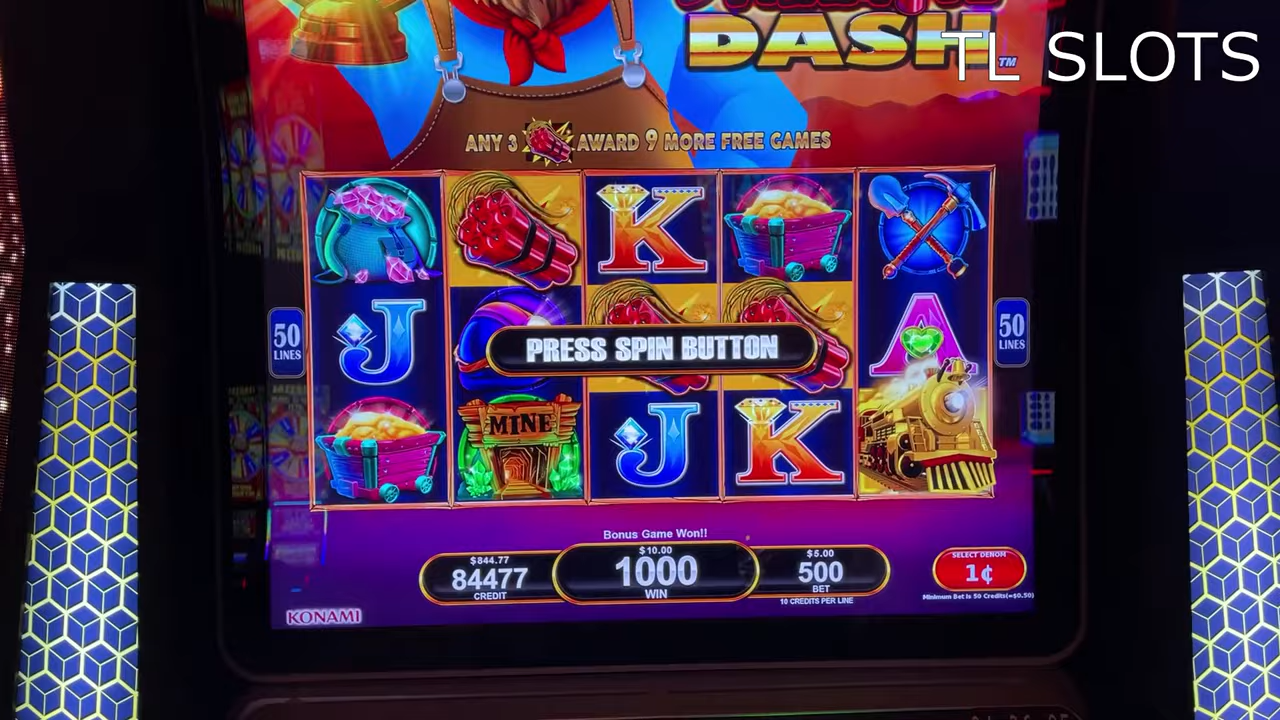 DASH™
TL SLOTS
ANY 3 AWARD 9 MORE FREE GAMES
K
J
50 LINES
PRESS SPIN BUTTON
A
50 LINES
MINE
J
K
Bonus Game Won!!
$844.77
84477
CREDIT
$10.00
1000
WIN
$5.00
500
BET
10 CREDITS PER LINE
SELECT DENOM
1¢
Minimum Bet is 50 Credits(=$0.50)
KONAMI